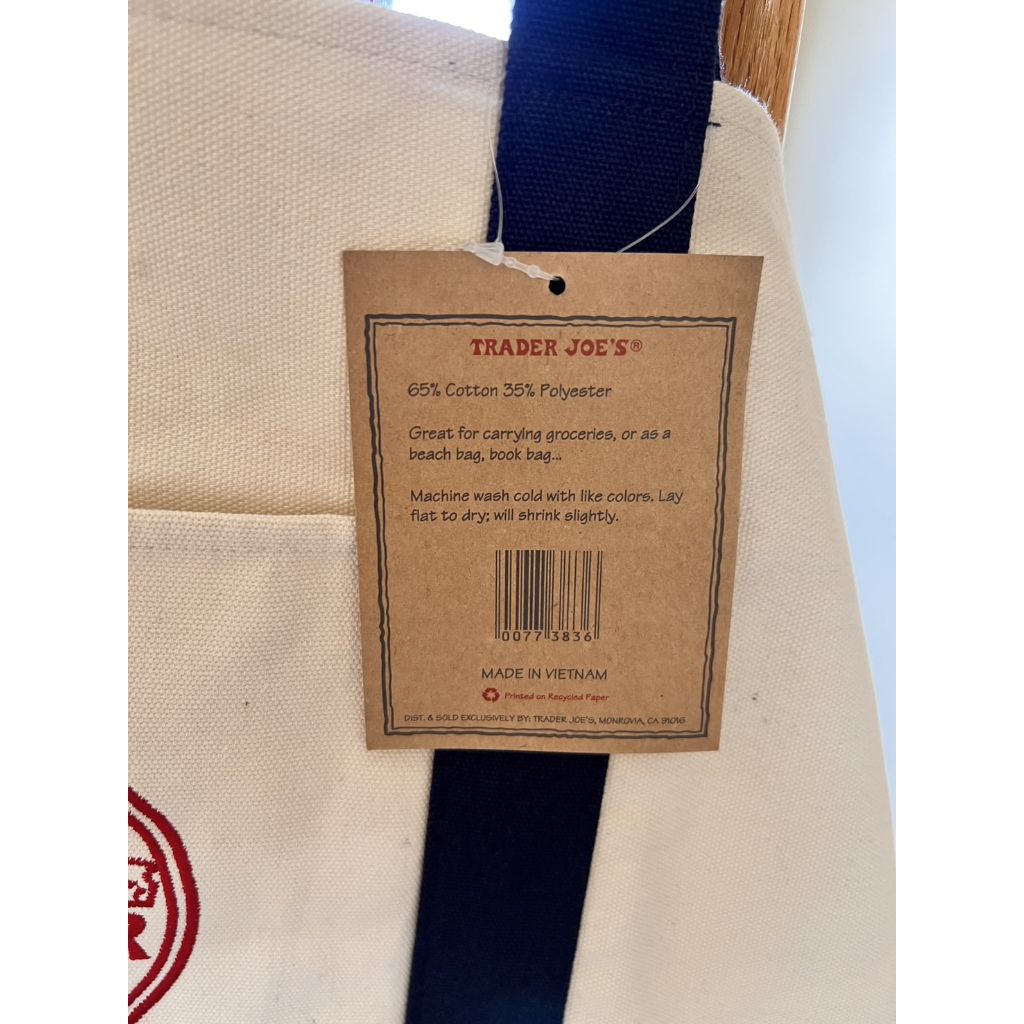 TRADER JOE'S®
65% Cotton 35% Polyester
Great for carrying groceries, or as a
beach bag, book bag...
Machine wash cold with like colors. Lay
flat to dry; will shrink slightly.
0077 3836
MADE IN VIETNAM
Printed on Recycled Paper
DIST. & SOLD EXCLUSIVELY BY: TRADER JOE'S, MONROVIA, CA 91016